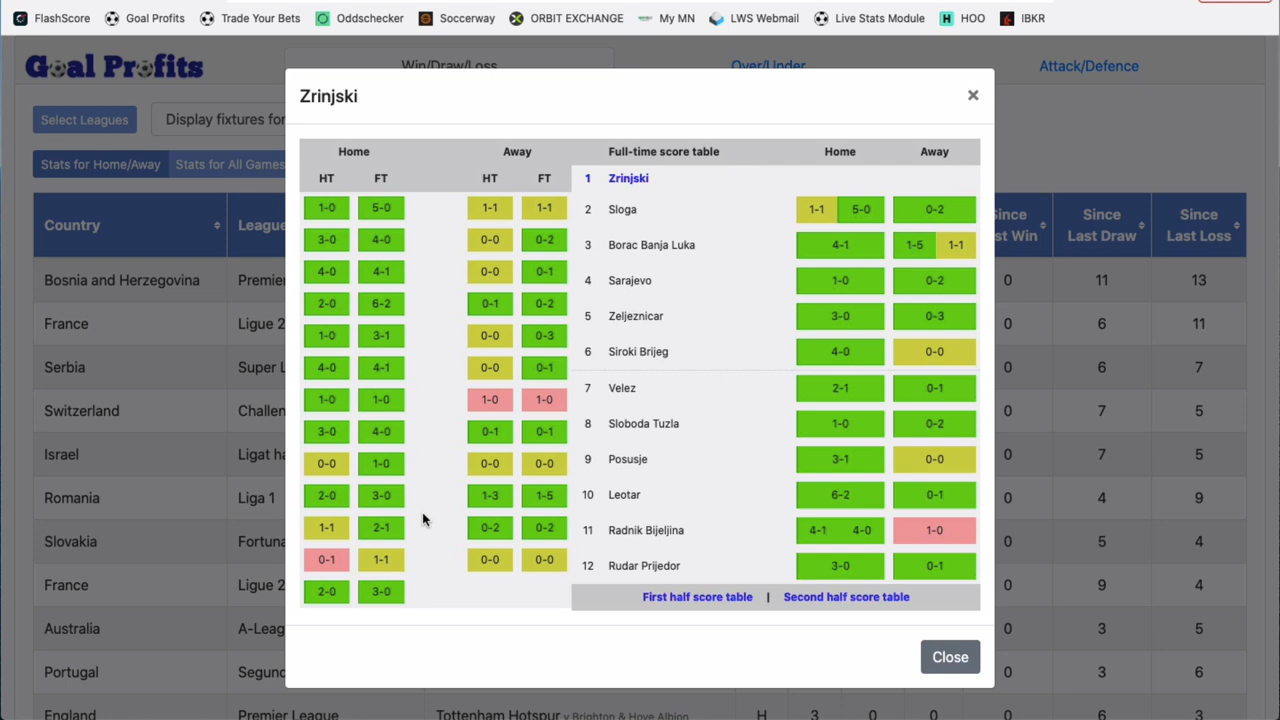 FlashScore Goal Profits Trade Your Bets Oddschecker Soccerway ORBIT EXCHANGE My MN LWS Webmail Live Stats Module HOO IBKR
Goal Profits Win/Draw/Loss Over/Under Attack/Defence
Zrinjski ×
Select Leagues Display fixtures for
Stats for Home/Away Stats for All Games
Home Away Full-time score table Home Away
HT FT HT FT 1 Zrinjski
1-0 5-0 1-1 1-1 2 Sloga 1-1 5-0 0-2
3-0 4-0 0-0 0-2 3 Borac Banja Luka 4-1 1-5 1-1
4-0 4-1 0-0 0-1 4 Sarajevo 1-0 0-2
2-0 6-2 0-1 0-2 5 Zeljeznicar 3-0 0-3
1-0 3-1 0-0 0-3 6 Siroki Brijeg 4-0 0-0
4-0 4-1 0-0 0-1 7 Velez 2-1 0-1
1-0 1-0 1-0 1-0 8 Sloboda Tuzla 1-0 0-2
3-0 4-0 0-1 0-1 9 Posusje 3-1 0-0
0-0 1-0 0-0 0-0 10 Leotar 6-2 0-1
2-0 3-0 1-3 1-5 11 Radnik Bijeljina 4-1 4-0 1-0
1-1 2-1 0-2 0-2 12 Rudar Prijedor 3-0 0-1
0-1 1-1 0-0 0-0
2-0 3-0 First half score table | Second half score table
Close
Country League Since Last Draw Since Last Loss
Bosnia and Herzegovina 0 11 13
France Ligue 2 0 6 11
Serbia Super 0 6 7
Switzerland 0 7 5
Israel Ligat 0 7 5
Romania Liga 1 0 4 9
Slovakia 0 5 4
France Ligue 2 0 9 4
Australia 0 3 5
Portugal 0 3 6
England Premier League Tottenham Hotspur v Brighton & Hove Albion H 3 0 0 0 6 3